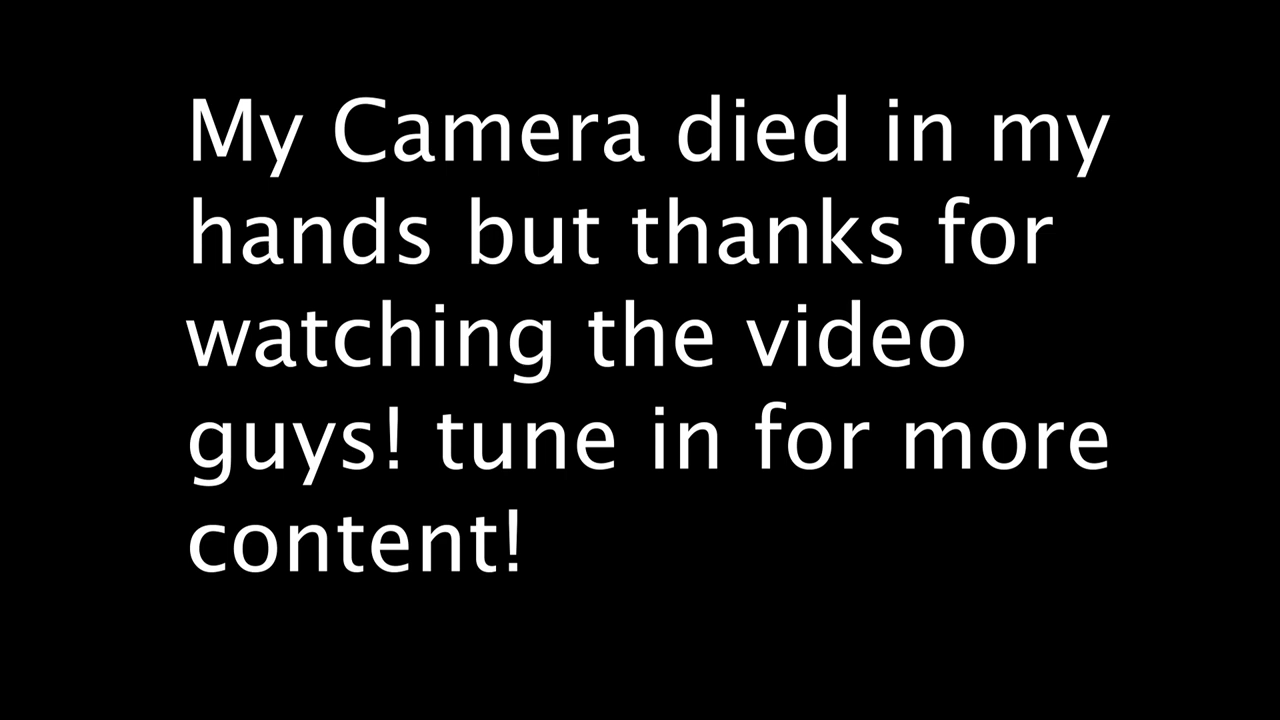 My Camera died in my
hands but thanks for
watching the video
guys! tune in for more
content!